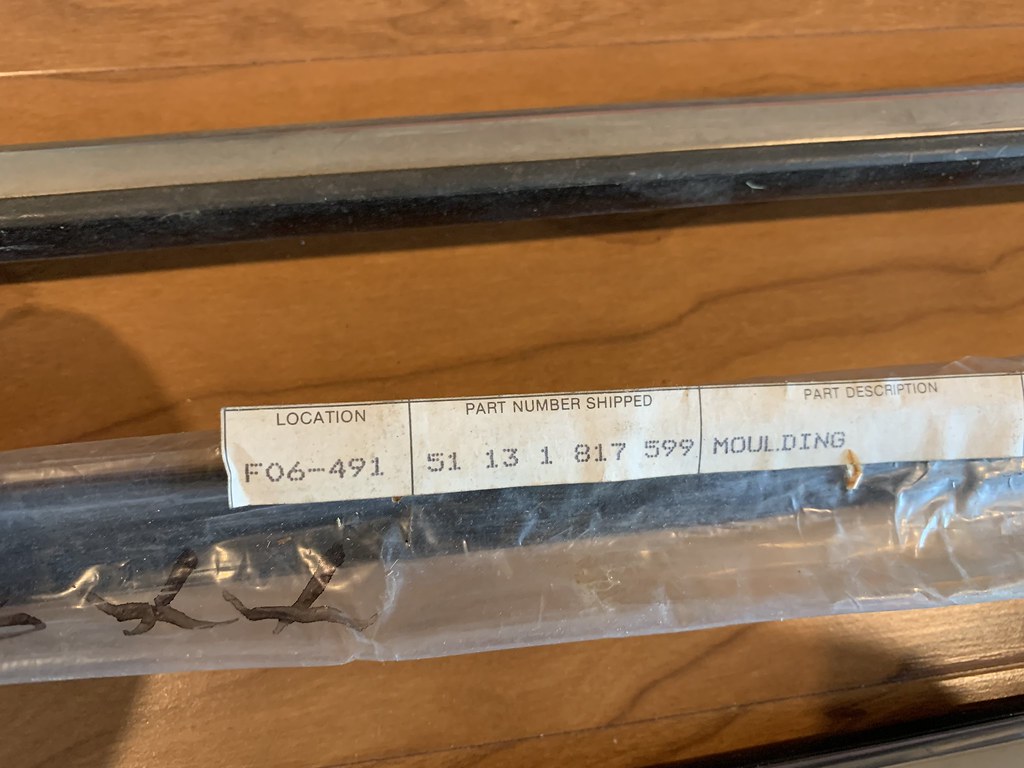 LOCATION PART NUMBER SHIPPED PART DESCRIPTION
F06-491 51 13 1 817 599 MOULDING